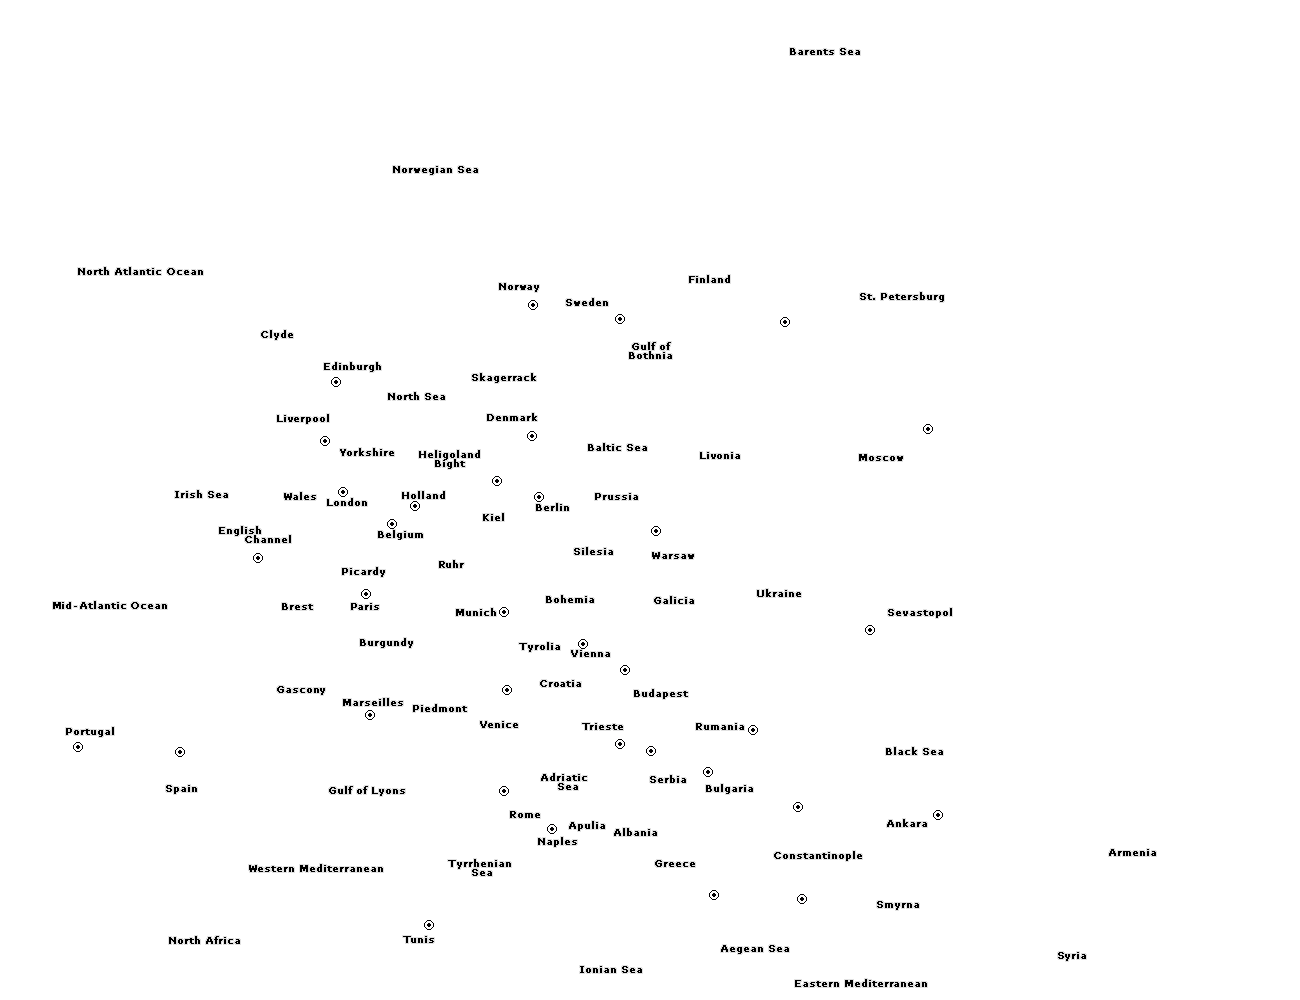 Barents Sea
Norwegian Sea
North Atlantic Ocean
Finland
Norway
St. Petersburg
Sweden
Clyde
Gulf of
Bothnia
Edinburgh
Skagerrack
North Sea
Liverpool
Denmark
Baltic Sea
Yorkshire
Heligoland
Bight
Livonia
Moscow
Irish Sea
Wales
London
Holland
Prussia
Berlin
Kiel
English
Channel
Belgium
Silesia
Warsaw
Ruhr
Picardy
Ukraine
Mid-Atlantic Ocean
Brest
Paris
Bohemia
Galicia
Munich
Sevastopol
Burgundy
Tyrolia
Vienna
Croatia
Gascony
Budapest
Marseilles
Piedmont
Venice
Trieste
Rumania
Portugal
Black Sea
Adriatic
Sea
Serbia
Spain
Gulf of Lyons
Bulgaria
Rome
Apulia
Albania
Ankara
Naples
Constantinople
Armenia
Western Mediterranean
Tyrrhenian
Sea
Greece
Smyrna
North Africa
Tunis
Aegean Sea
Syria
Ionian Sea
Eastern Mediterranean